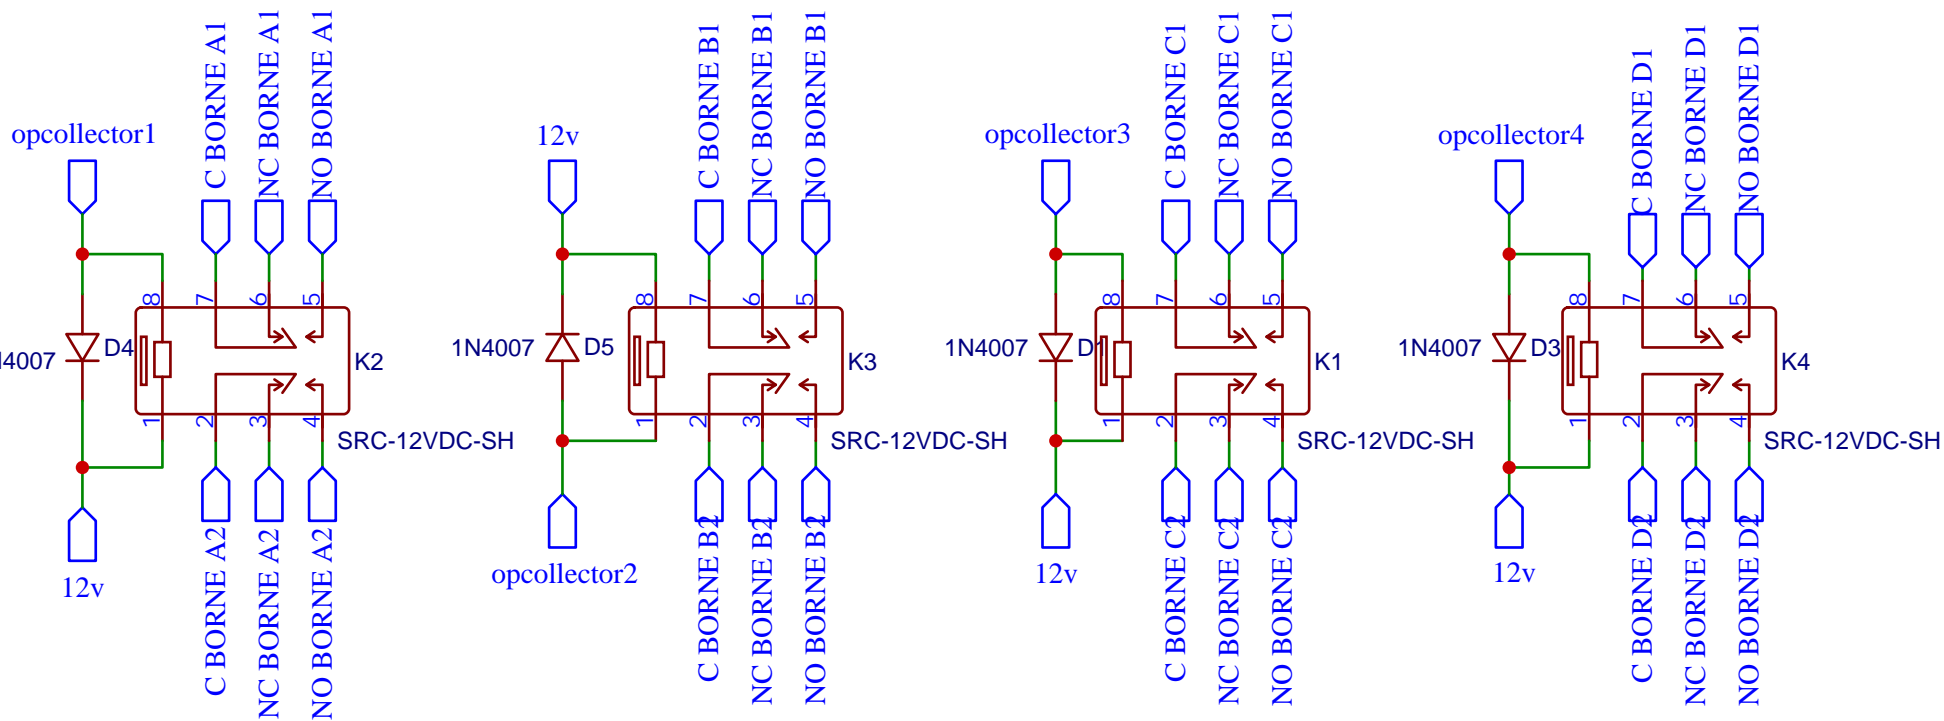 opcollector1
C BORNE A1
NC BORNE A1
NO BORNE A1
8
7
6
5
N4007
D4
K2
1
2
3
4
SRC-12VDC-SH
12v
C BORNE A2
NC BORNE A2
NO BORNE A2
12v
C BORNE B1
NC BORNE B1
NO BORNE B1
8
7
6
5
1N4007
D5
K3
1
2
3
4
SRC-12VDC-SH
opcollector2
C BORNE B2
NC BORNE B2
NO BORNE B2
opcollector3
C BORNE C1
NC BORNE C1
NO BORNE C1
8
7
6
5
1N4007
D1
K1
1
2
3
4
SRC-12VDC-SH
12v
C BORNE C2
NC BORNE C2
NO BORNE C2
opcollector4
C BORNE D1
NC BORNE D1
NO BORNE D1
8
7
6
5
1N4007
D3
K4
1
2
3
4
SRC-12VDC-SH
12v
C BORNE D2
NC BORNE D2
NO BORNE D2